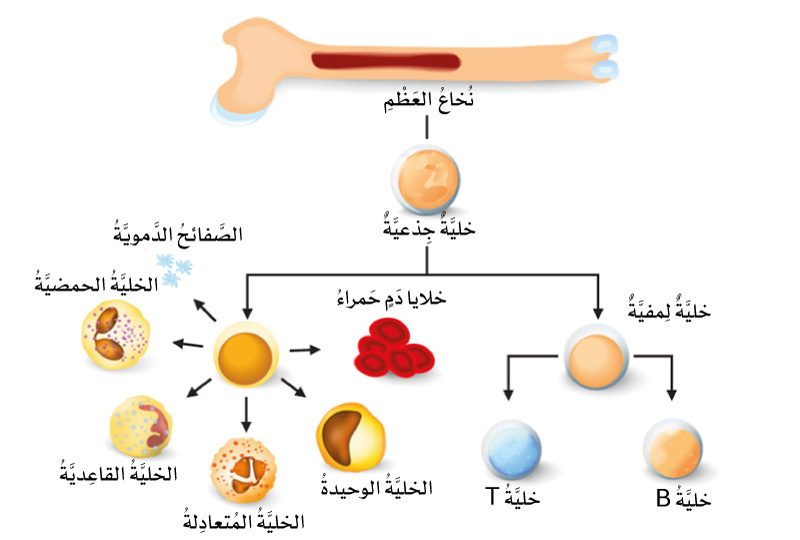 نُخاعُ العَظْمِ
خليَّةٌ جِذعيَّةٌ
الصَّفائحُ الدَّمويَّةُ
الخليَّةُ الحمضيَّةُ
خلايا دَمٍ حَمراءُ
خليَّةٌ لِمفيَّةٌ
الخليَّةُ القاعِديَّةُ
الخليَّةُ المُتعادِلةُ
الخليَّةُ الوحيدةُ
خليَّةُ T
خليَّةُ B